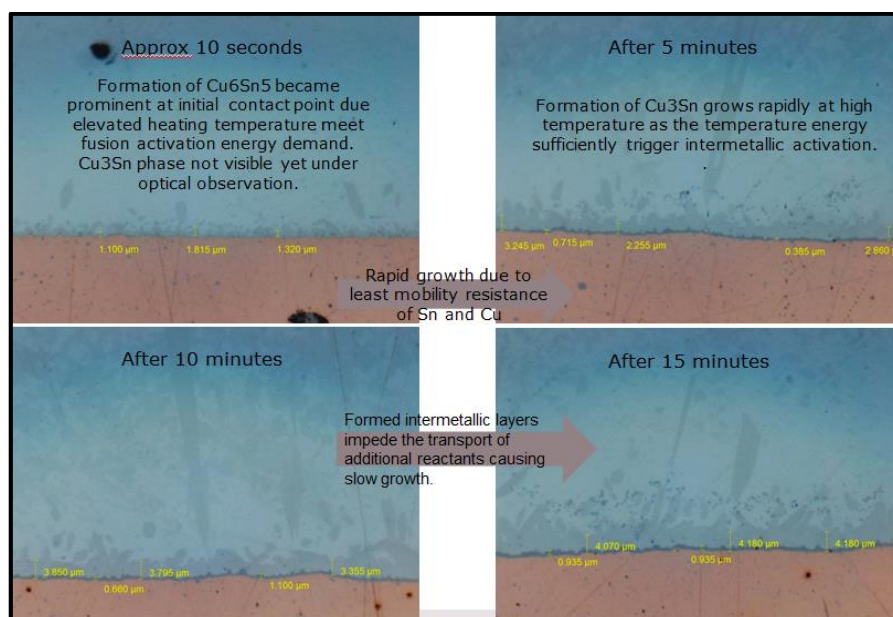 Approx 10 seconds
Formation of Cu6Sn5 became
prominent at initial contact point due
elevated heating temperature meet
fusion activation energy demand.
Cu3Sn phase not visible yet under
optical observation.
1.100 µm
1.815 µm
1.320 µm
After 5 minutes
Formation of Cu3Sn grows rapidly at high
temperature as the temperature energy
sufficiently trigger intermetallic activation.
.
3.245 µm
0.715 µm
2.255 µm
0.385 µm
2.860
Rapid growth due to
least mobility resistance
of Sn and Cu
After 10 minutes
3.850 µm
3.795 µm
3.355 µm
0.660 µm
1.100 µm
Formed intermetallic layers
impede the transport of
additional reactants causing
slow growth.
After 15 minutes
4.070 µm
4.180 µm
4.180 µm
0.935 µm
0.935 µm